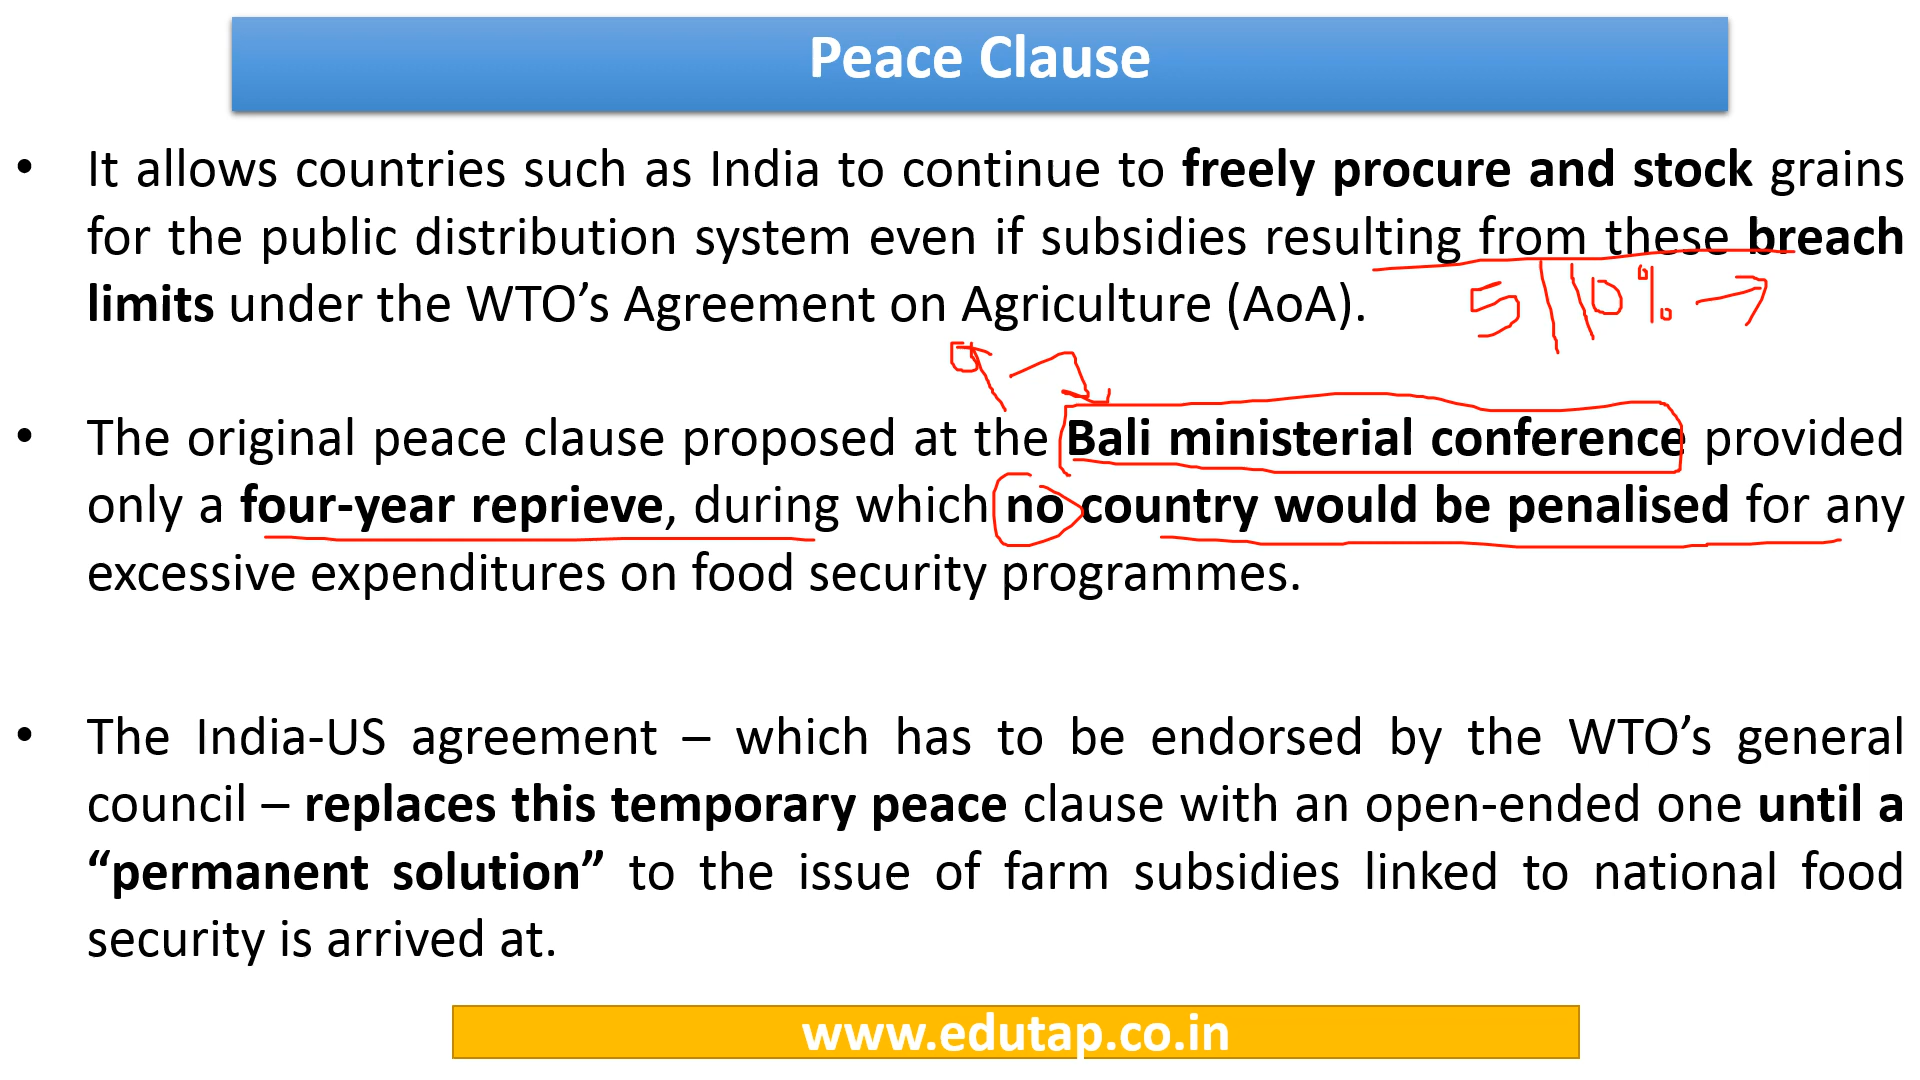 Peace Clause
• It allows countries such as India to continue to freely procure and stock grains
for the public distribution system even if subsidies resulting from these breach
limits under the WTO’s Agreement on Agriculture (AoA).
5 10%
• The original peace clause proposed at the Bali ministerial conference provided
only a four-year reprieve, during which no country would be penalised for any
excessive expenditures on food security programmes.
• The India-US agreement – which has to be endorsed by the WTO’s general
council – replaces this temporary peace clause with an open-ended one until a
“permanent solution” to the issue of farm subsidies linked to national food
security is arrived at.
www.edutap.co.in